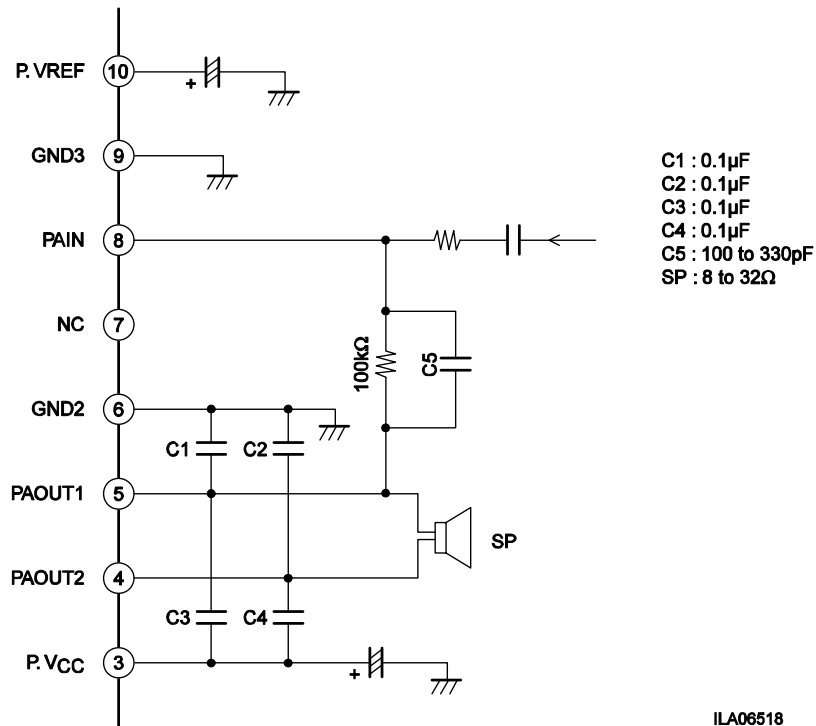 P. VREF 10
+
GND3 9
PAIN 8
NC 7
GND2 6
PAOUT1 5
PAOUT2 4
P. VCC 3
+
100kΩ
C5
C1
C2
C3
C4
SP
C1 : 0.1µF
C2 : 0.1µF
C3 : 0.1µF
C4 : 0.1µF
C5 : 100 to 330pF
SP : 8 to 32Ω
ILA06518